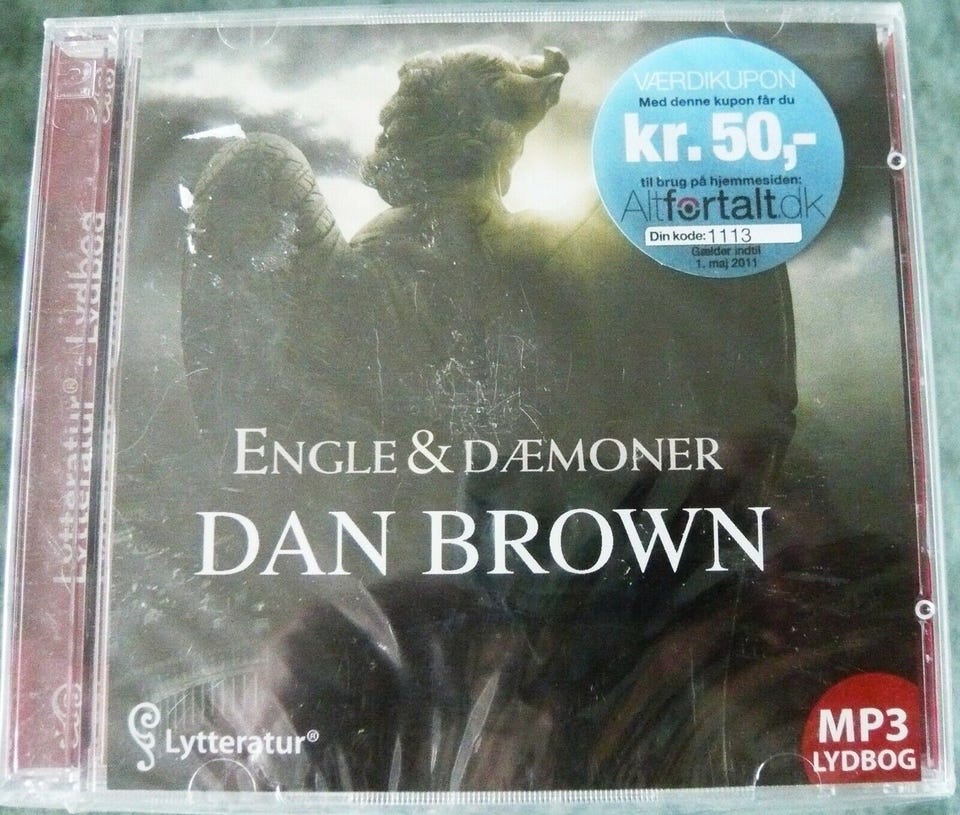 VÆRDIKUPON
Med denne kupon får du
kr. 50,-
til brug på hjemmesiden:
Altfortalt.dk
Din kode: 1113
Gælder indtil
1. maj 2011
Lytteratur® - Lydbog
ENGLE & DÆMONER
DAN BROWN
Lytteratur®
MP3
LYDBOG